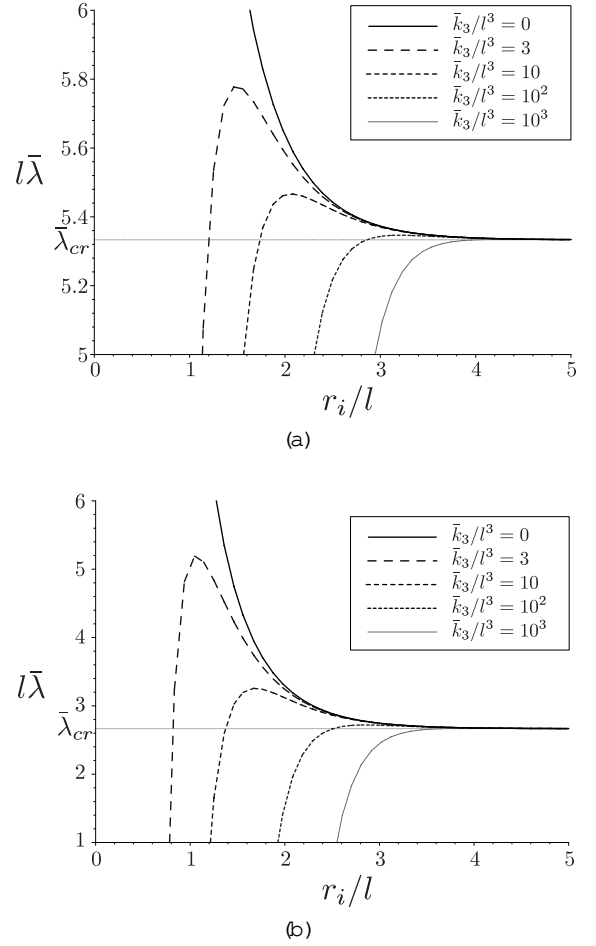 6
5.8
5.6
5.4
5.2
5
lλ̄
λ̄cr
k̄₃/l³ = 0
k̄₃/l³ = 3
k̄₃/l³ = 10
k̄₃/l³ = 10²
k̄₃/l³ = 10³
0 1 2 3 4 5
rᵢ/l
(a)
6
5
4
3
2
1
lλ̄
λ̄cr
k̄₃/l³ = 0
k̄₃/l³ = 3
k̄₃/l³ = 10
k̄₃/l³ = 10²
k̄₃/l³ = 10³
0 1 2 3 4 5
rᵢ/l
(b)